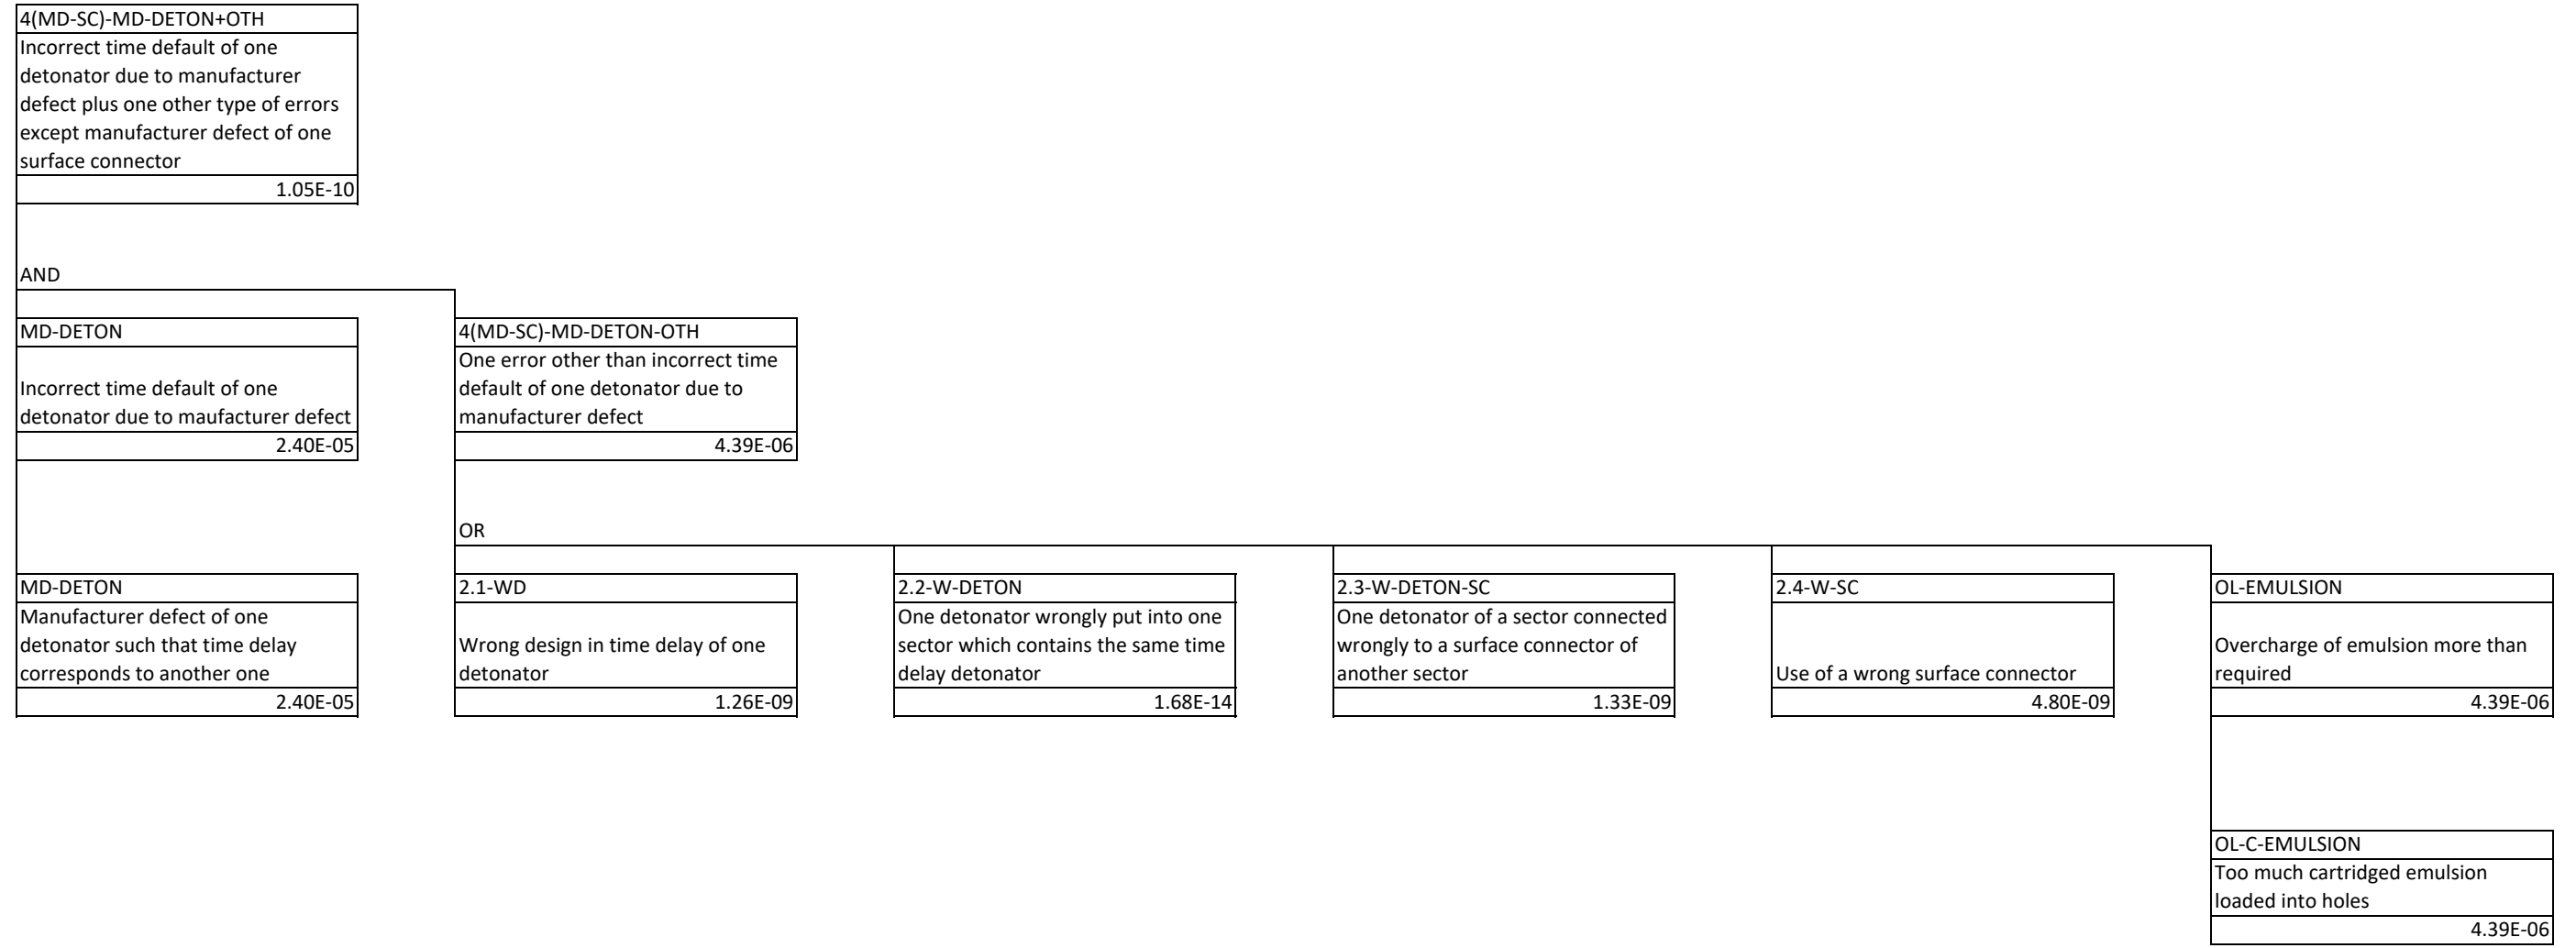 4(MD-SC)-MD-DETON+OTH
Incorrect time default of one
detonator due to manufacturer
defect plus one other type of errors
except manufacturer defect of one
surface connector
1.05E-10
AND
MD-DETON
Incorrect time default of one
detonator due to maufacturer defect
2.40E-05
4(MD-SC)-MD-DETON-OTH
One error other than incorrect time
default of one detonator due to
manufacturer defect
4.39E-06
OR
MD-DETON
Manufacturer defect of one
detonator such that time delay
corresponds to another one
2.40E-05
2.1-WD
Wrong design in time delay of one
detonator
1.26E-09
2.2-W-DETON
One detonator wrongly put into one
sector which contains the same time
delay detonator
1.68E-14
2.3-W-DETON-SC
One detonator of a sector connected
wrongly to a surface connector of
another sector
1.33E-09
2.4-W-SC
Use of a wrong surface connector
4.80E-09
OL-EMULSION
Overcharge of emulsion more than
required
4.39E-06
OL-C-EMULSION
Too much cartridged emulsion
loaded into holes
4.39E-06